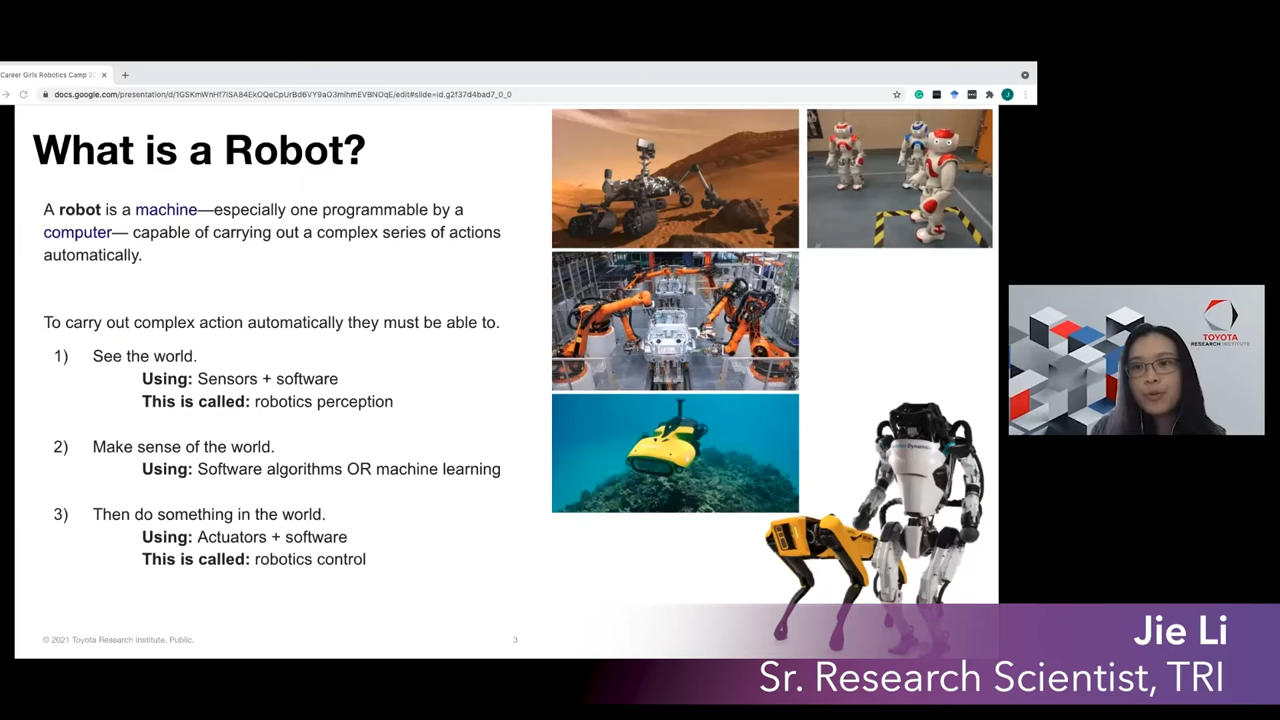 Career Girls Robotics Camp 20
docs.google.com/presentation/d/1GSKmWnHf7lSA84EkOQeCpUrBd6VY9aO3mihmEVBNOqE/edit#slide=id.g2f37d4bad7_0_0
What is a Robot?
A robot is a machine—especially one programmable by a
computer— capable of carrying out a complex series of actions
automatically.
To carry out complex action automatically they must be able to.
1) See the world.
Using: Sensors + software
This is called: robotics perception
2) Make sense of the world.
Using: Software algorithms OR machine learning
3) Then do something in the world.
Using: Actuators + software
This is called: robotics control
© 2021 Toyota Research Institute. Public.
3
TOYOTA
RESEARCH INSTITUTE
Jie Li
Sr. Research Scientist, TRI